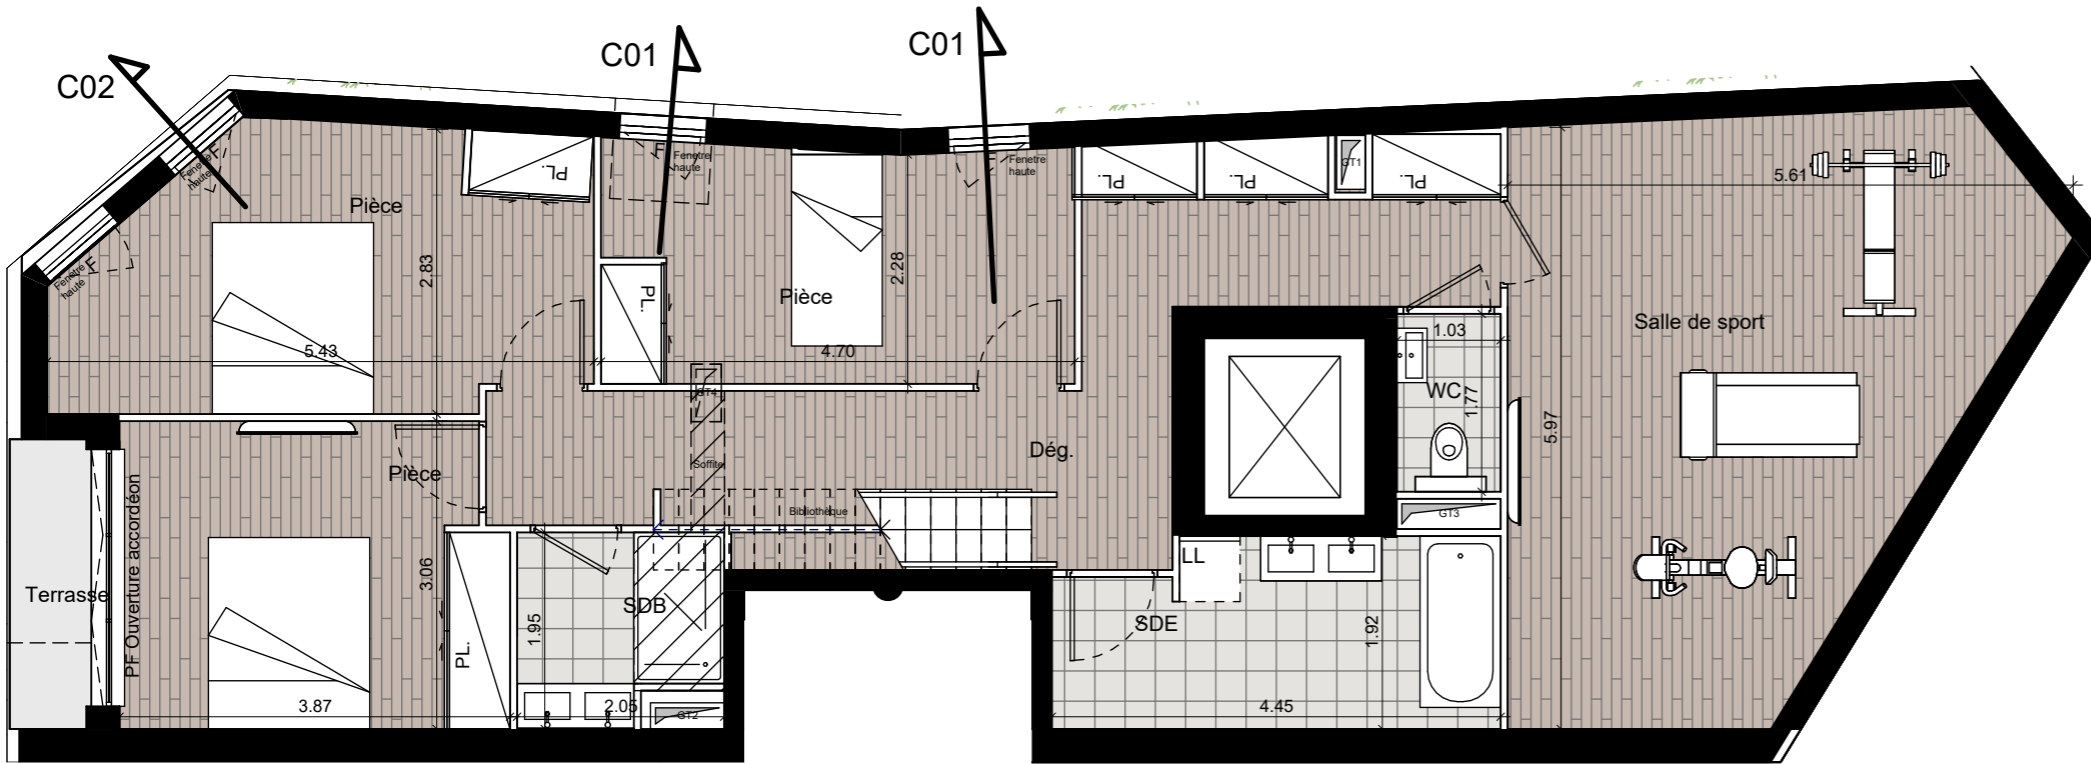 C02
C01
C01
F
Fenetre
haute
F
Fenetre
haute
Pièce
PL.
F
Fenetre
haute
F
Fenetre
haute
PL.
PL.
GT1
PL.
5.61
2.83
PL.
Pièce
2.28
5.43
4.70
1.03
WC
1.77
Salle de sport
5.97
GT4
Soffite
Dég.
Bibliothèque
GT3
Pièce
PF Ouverture accordéon
Terrasse
3.06
PL.
1.95
SDB
3.87
2.05
GT2
LL
SDE
1.92
4.45